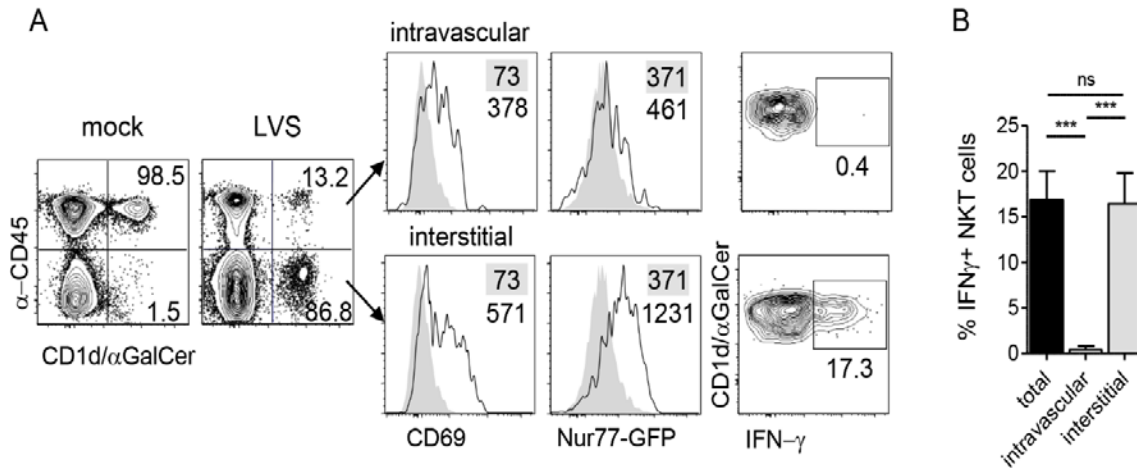 A
B
intravascular
73
378
371
461
0.4
mock
LVS
98.5
1.5
13.2
86.8
α–CD45
CD1d/αGalCer
interstitial
73
571
371
1231
17.3
CD1d/αGalCer
CD69
Nur77-GFP
IFN–γ
ns
***
***
% IFNγ+ NKT cells
25
20
15
10
5
0
total
intravascular
interstitial